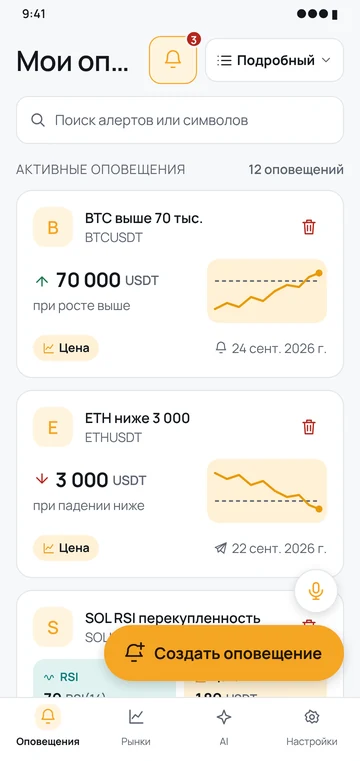 9:41
Мои оп...
3
Подробный
Поиск алертов или символов
АКТИВНЫЕ ОПОВЕЩЕНИЯ
12 оповещений
B
BTC выше 70 тыс.
BTCUSDT
70 000 USDT
при росте выше
Цена
24 сент. 2026 г.
E
ETH ниже 3 000
ETHUSDT
3 000 USDT
при падении ниже
Цена
22 сент. 2026 г.
S
SOL RSI перекупленность
Создать оповещение
RSI
Оповещения
Рынки
AI
Настройки